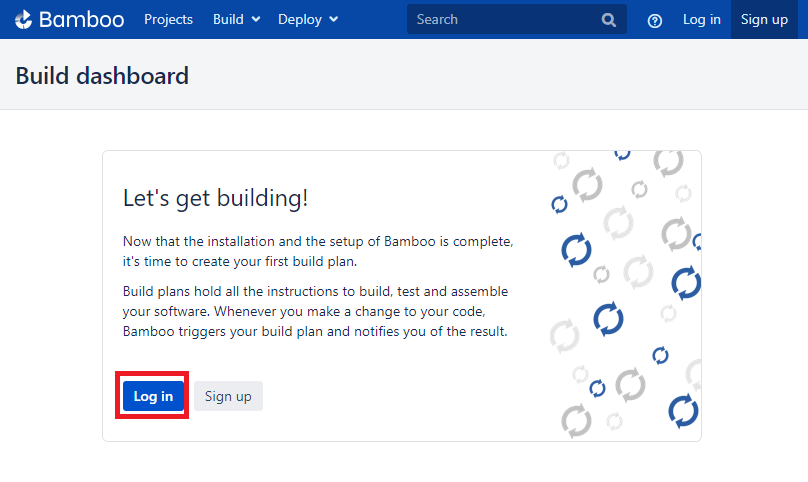 Bamboo Projects Build Deploy Search Log in Sign up
Build dashboard
Let's get building!
Now that the installation and the setup of Bamboo is complete,
it's time to create your first build plan.
Build plans hold all the instructions to build, test and assemble
your software. Whenever you make a change to your code,
Bamboo triggers your build plan and notifies you of the result.
Log in Sign up